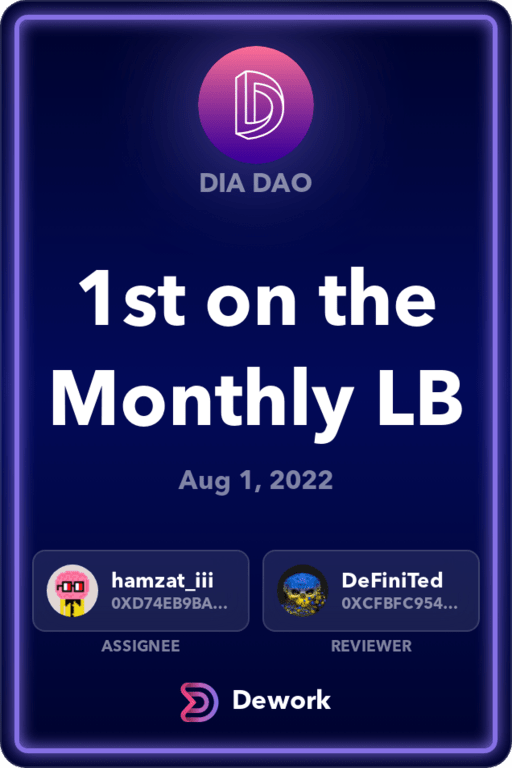 DIA DAO
1st on the
Monthly LB
Aug 1, 2022
hamzat_iii
0XD74EB9BA...
ASSIGNEE
DeFiniTed
0XCFBFC954...
REVIEWER
Dework